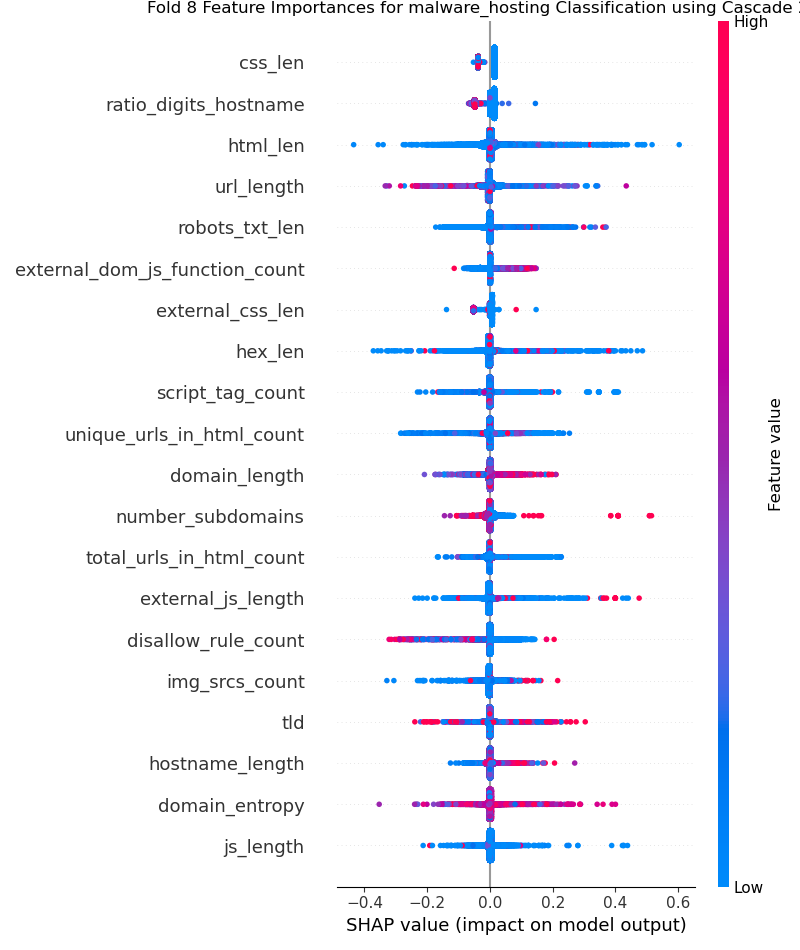 Fold 8 Feature Importances for malware_hosting Classification using Cascade
High
css_len
ratio_digits_hostname
html_len
url_length
robots_txt_len
external_dom_js_function_count
external_css_len
hex_len
script_tag_count
unique_urls_in_html_count
domain_length
number_subdomains
total_urls_in_html_count
external_js_length
disallow_rule_count
img_srcs_count
tld
hostname_length
domain_entropy
js_length
Feature value
Low
−0.4 −0.2 0.0 0.2 0.4 0.6
SHAP value (impact on model output)